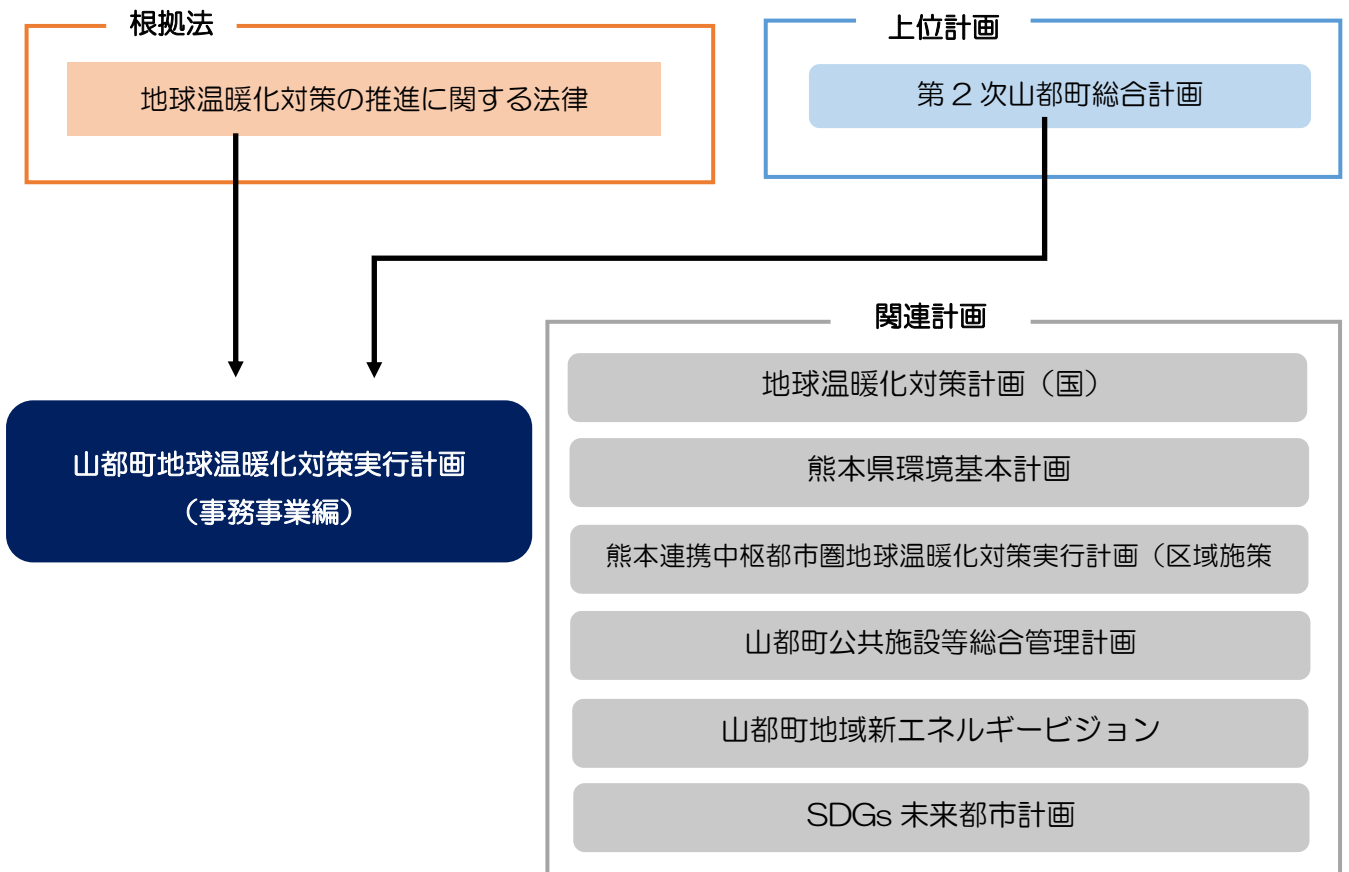 根拠法
地球温暖化対策の推進に関する法律
上位計画
第2次山都町総合計画
山都町地球温暖化対策実行計画
（事務事業編）
関連計画
地球温暖化対策計画（国）
熊本県環境基本計画
熊本連携中枢都市圏地球温暖化対策実行計画（区域施策
山都町公共施設等総合管理計画
山都町地域新エネルギービジョン
SDGs 未来都市計画